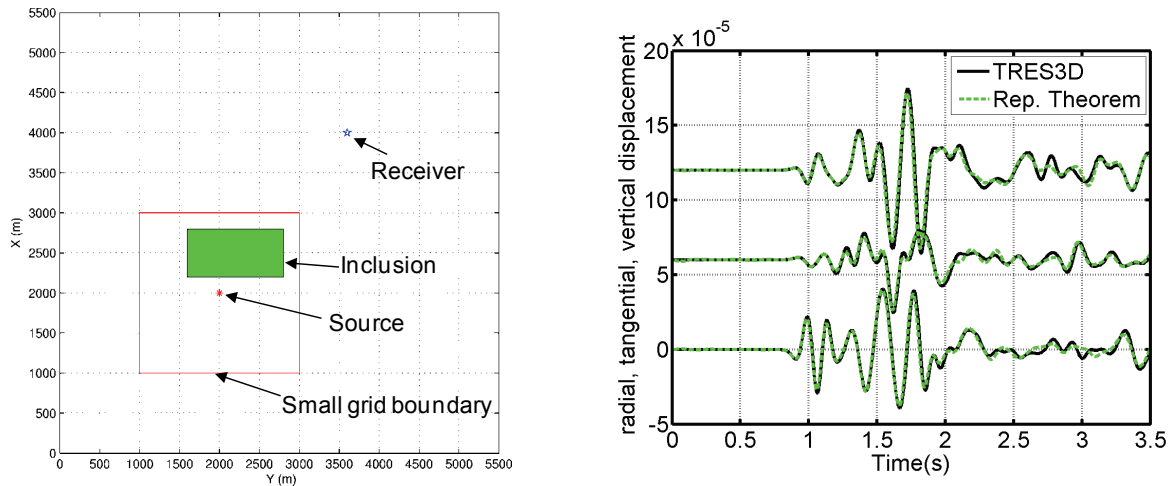 5500
5000
4500
4000
3500
3000
2500
2000
1500
1000
500
0
X (m)
Receiver
Inclusion
Source
Small grid boundary
0 500 1000 1500 2000 2500 3000 3500 4000 4500 5000 5500
Y (m)
20 x 10-5
15
10
5
0
-5
radial, tangential, vertical displacement
TRES3D
Rep. Theorem
0 0.5 1 1.5 2 2.5 3 3.5
Time(s)